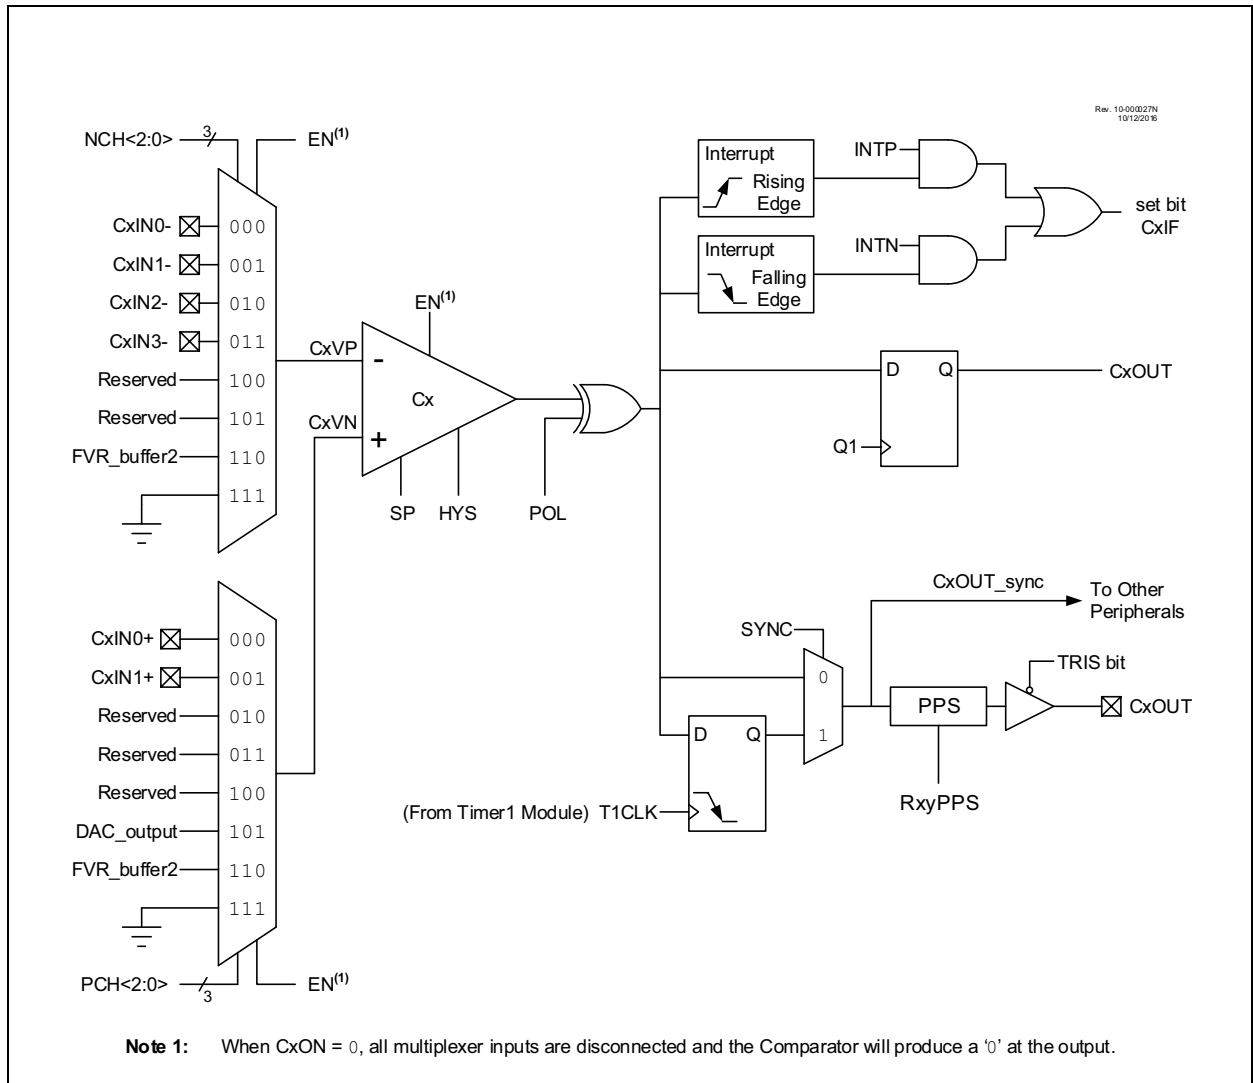 Rev. 10-000027N
10/12/2016
NCH<2:0>
3
EN(1)
CxIN0-
000
CxIN1-
001
CxIN2-
010
CxIN3-
011
Reserved
100
Reserved
101
FVR_buffer2
110
111
CxVP
CxVN
EN(1)
-
Cx
+
SP
HYS
POL
Interrupt
Rising
Edge
INTP
Interrupt
Falling
Edge
INTN
set bit
CxIF
D
Q
Q1
CxOUT
CxIN0+
000
CxIN1+
001
Reserved
010
Reserved
011
Reserved
100
DAC_output
101
FVR_buffer2
110
111
PCH<2:0>
3
EN(1)
CxOUT_sync
To Other
Peripherals
SYNC
0
1
TRIS bit
PPS
CxOUT
RxyPPS
D
Q
(From Timer1 Module) T1CLK
Note 1: When CxON = 0, all multiplexer inputs are disconnected and the Comparator will produce a ‘0’ at the output.